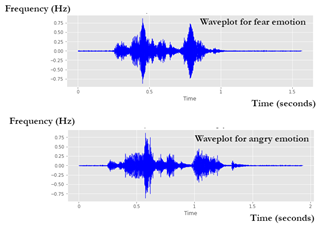 Frequency (Hz)
Waveplot for fear emotion
0.75
0.50
0.25
0.00
-0.25
-0.50
-0.75
0
0.5
1
1.5
Time
Time (seconds)
Frequency (Hz)
Waveplot for angry emotion
0.75
0.50
0.25
0.00
-0.25
-0.50
-0.75
0
0.5
1
1.5
2
Time
Time (seconds)